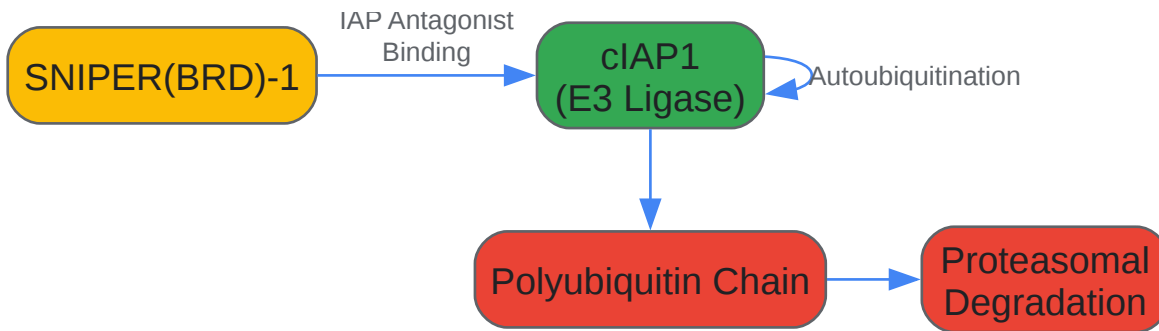 IAP Antagonist
Binding
SNIPER(BRD)-1
cIAP1
(E3 Ligase)
Autoubiquitination
Polyubiquitin Chain
Proteasomal
Degradation